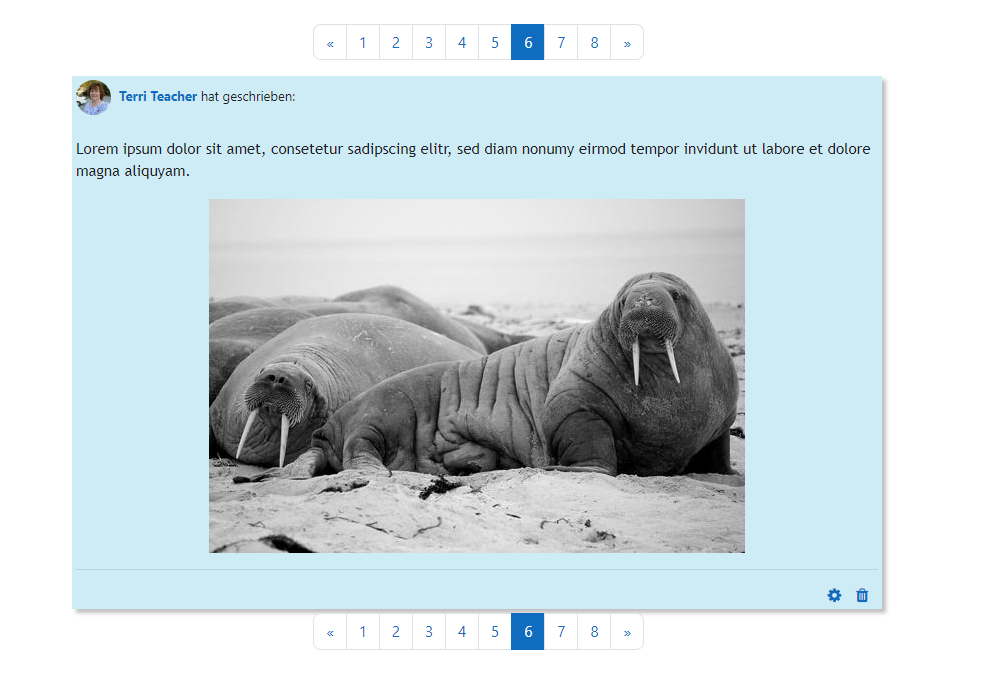 « 1 2 3 4 5 6 7 8 »
Terri Teacher hat geschrieben:
Lorem ipsum dolor sit amet, consetetur sadipscing elitr, sed diam nonumy eirmod tempor invidunt ut labore et dolore
magna aliquyam.
« 1 2 3 4 5 6 7 8 »